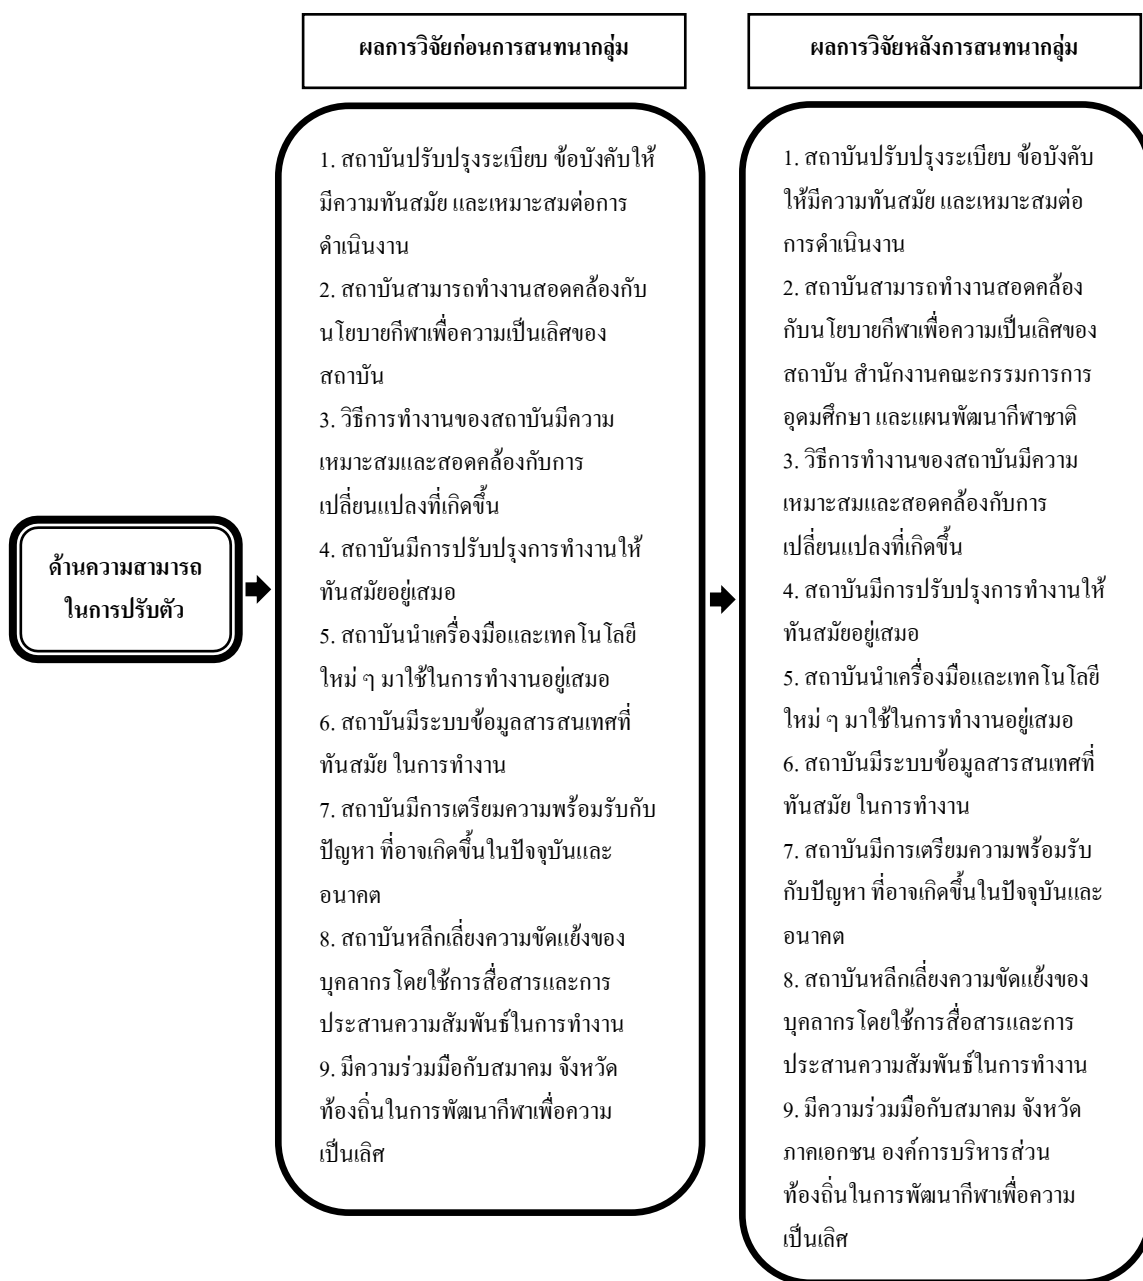 ผลการวิจัยก่อนการสนทนากลุ่ม
ผลการวิจัยหลังการสนทนากลุ่ม
ด้านความสามารถ
ในการปรับตัว
1. สถาบันปรับปรุงระเบียบ ข้อบังคับให้
มีความทันสมัย และเหมาะสมต่อการ
ดำเนินงาน
2. สถาบันสามารถทำงานสอดคล้องกับ
นโยบายกีฬาเพื่อความเป็นเลิศของ
สถาบัน
3. วิธีการทำงานของสถาบันมีความ
เหมาะสมและสอดคล้องกับการ
เปลี่ยนแปลงที่เกิดขึ้น
4. สถาบันมีการปรับปรุงการทำงานให้
ทันสมัยอยู่เสมอ
5. สถาบันนำเครื่องมือและเทคโนโลยี
ใหม่ ๆ มาใช้ในการทำงานอยู่เสมอ
6. สถาบันมีระบบข้อมูลสารสนเทศที่
ทันสมัย ในการทำงาน
7. สถาบันมีการเตรียมความพร้อมรับกับ
ปัญหา ที่อาจเกิดขึ้นในปัจจุบันและ
อนาคต
8. สถาบันหลีกเลี่ยงความขัดแย้งของ
บุคลากรโดยใช้การสื่อสารและการ
ประสานความสัมพันธ์ในการทำงาน
9. มีความร่วมมือกับสมาคม จังหวัด
ท้องถิ่นในการพัฒนากีฬาเพื่อความ
เป็นเลิศ
1. สถาบันปรับปรุงระเบียบ ข้อบังคับ
ให้มีความทันสมัย และเหมาะสมต่อ
การดำเนินงาน
2. สถาบันสามารถทำงานสอดคล้อง
กับนโยบายกีฬาเพื่อความเป็นเลิศของ
สถาบัน สำนักงานคณะกรรมการการ
อุดมศึกษา และแผนพัฒนากีฬาชาติ
3. วิธีการทำงานของสถาบันมีความ
เหมาะสมและสอดคล้องกับการ
เปลี่ยนแปลงที่เกิดขึ้น
4. สถาบันมีการปรับปรุงการทำงานให้
ทันสมัยอยู่เสมอ
5. สถาบันนำเครื่องมือและเทคโนโลยี
ใหม่ ๆ มาใช้ในการทำงานอยู่เสมอ
6. สถาบันมีระบบข้อมูลสารสนเทศที่
ทันสมัย ในการทำงาน
7. สถาบันมีการเตรียมความพร้อมรับ
กับปัญหา ที่อาจเกิดขึ้นในปัจจุบันและ
อนาคต
8. สถาบันหลีกเลี่ยงความขัดแย้งของ
บุคลากรโดยใช้การสื่อสารและการ
ประสานความสัมพันธ์ในการทำงาน
9. มีความร่วมมือกับสมาคม จังหวัด
ภาคเอกชน องค์การบริหารส่วน
ท้องถิ่นในการพัฒนากีฬาเพื่อความ
เป็นเลิศ